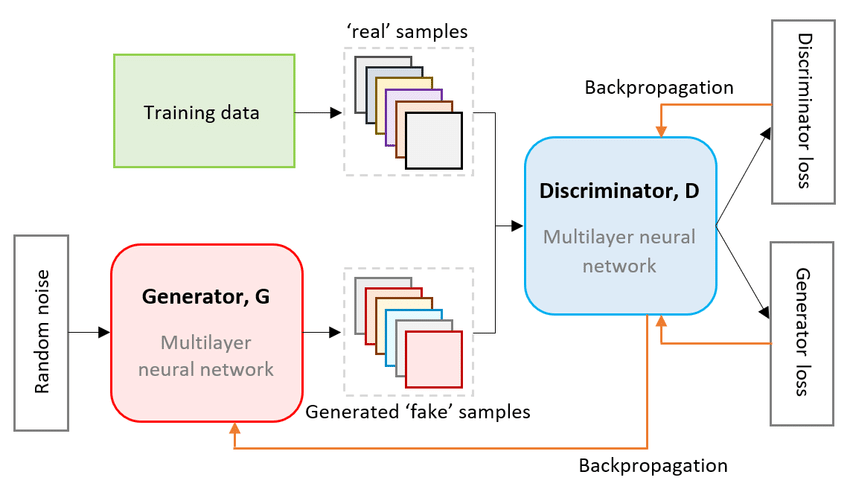 ‘real’ samples
Training data
Backpropagation
Discriminator loss
Discriminator, D
Multilayer neural
network
Random noise
Generator, G
Multilayer
neural network
Generated ‘fake’ samples
Generator loss
Backpropagation